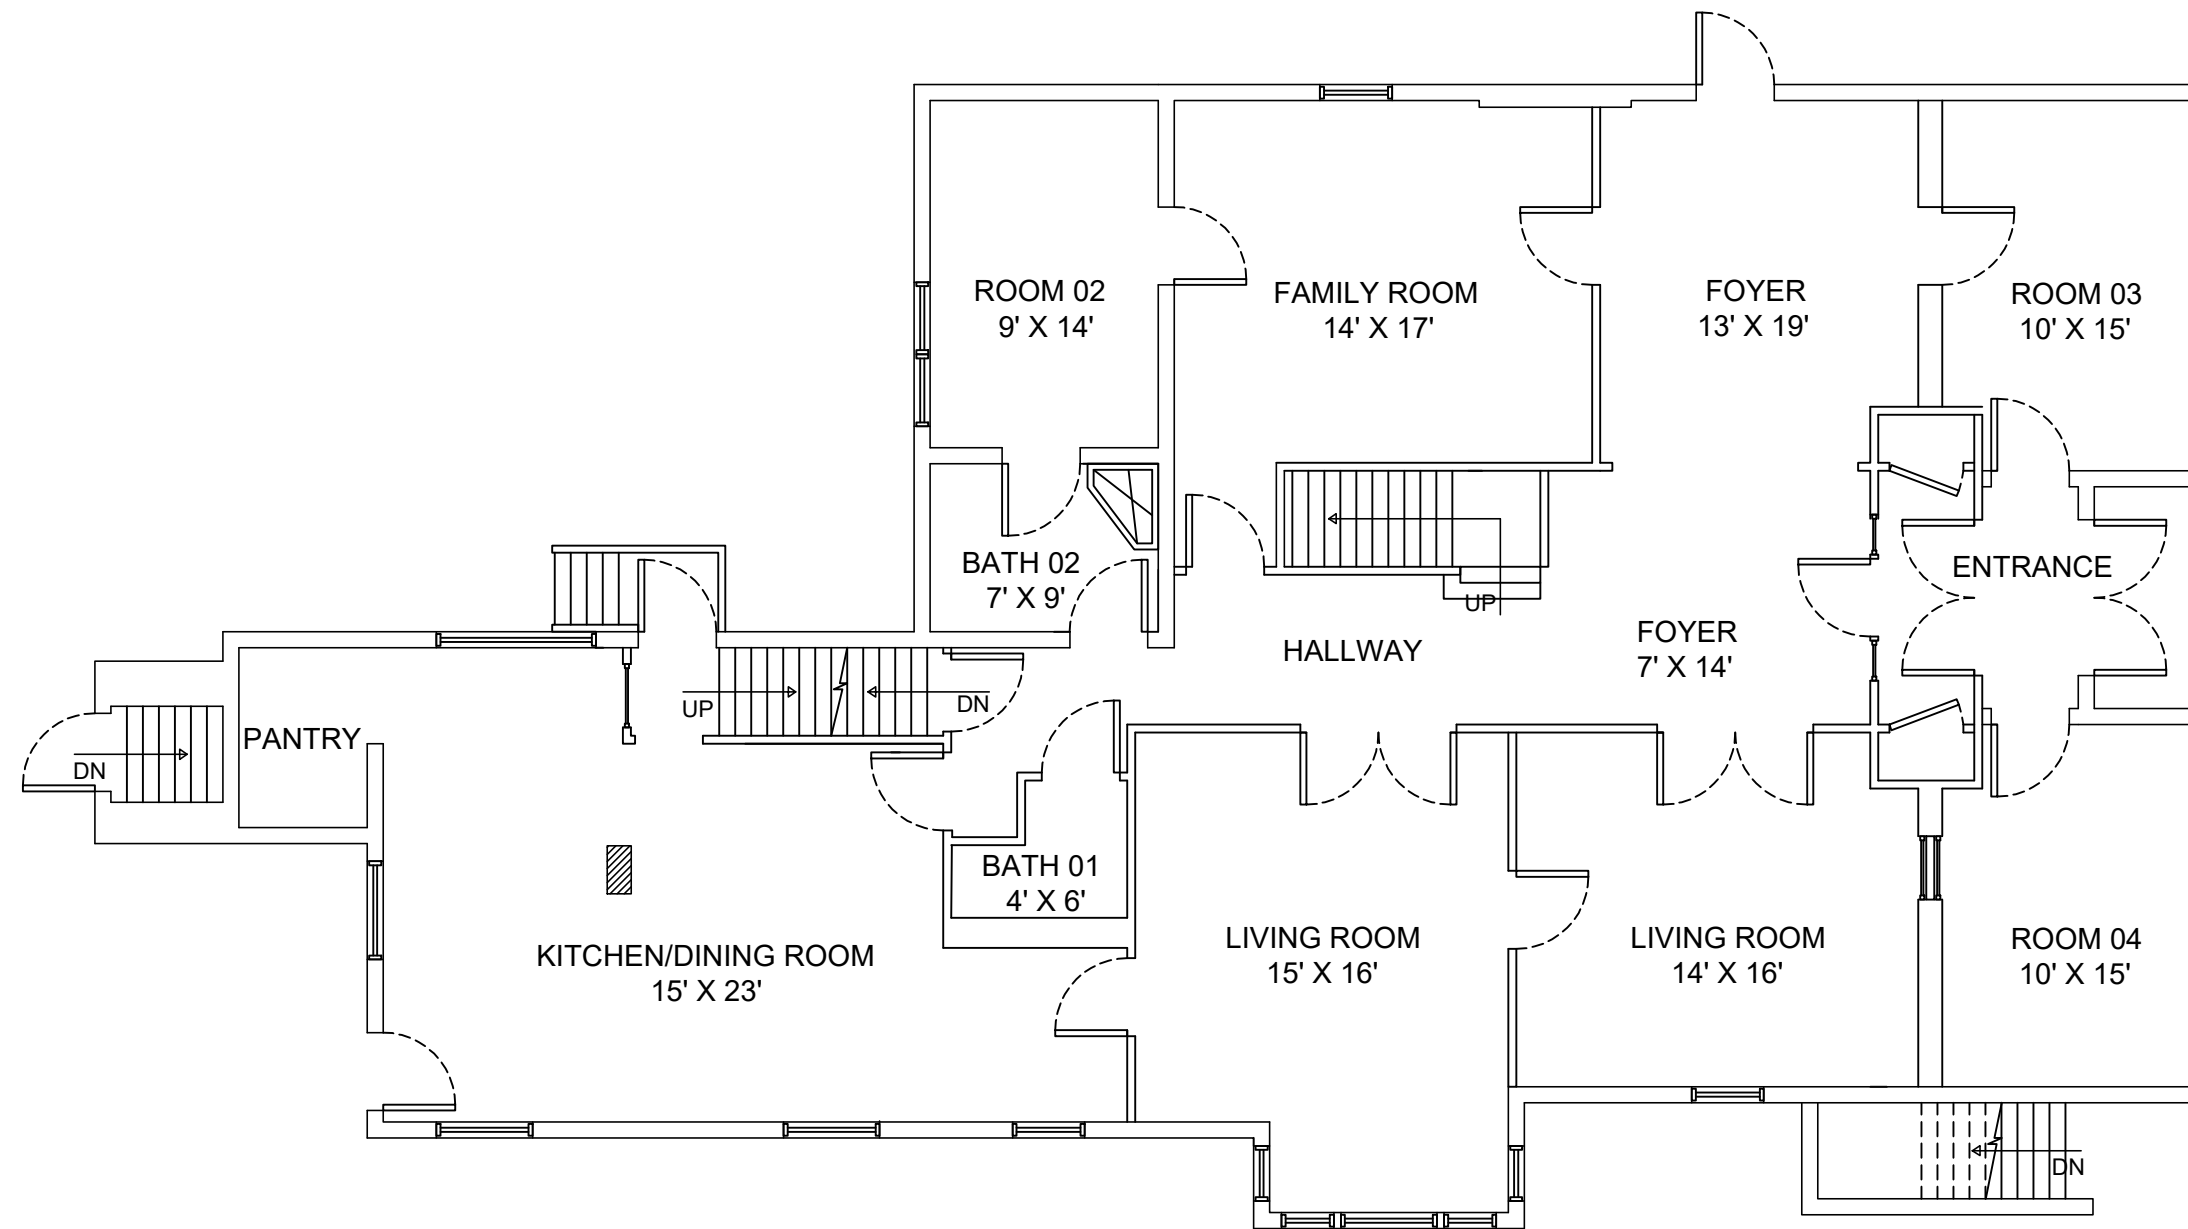 ROOM 02
9' X 14'
FAMILY ROOM
14' X 17'
FOYER
13' X 19'
ROOM 03
10' X 15'
BATH 02
7' X 9'
ENTRANCE
UP
HALLWAY
FOYER
7' X 14'
UP
DN
PANTRY
DN
BATH 01
4' X 6'
KITCHEN/DINING ROOM
15' X 23'
LIVING ROOM
15' X 16'
LIVING ROOM
14' X 16'
ROOM 04
10' X 15'
DN